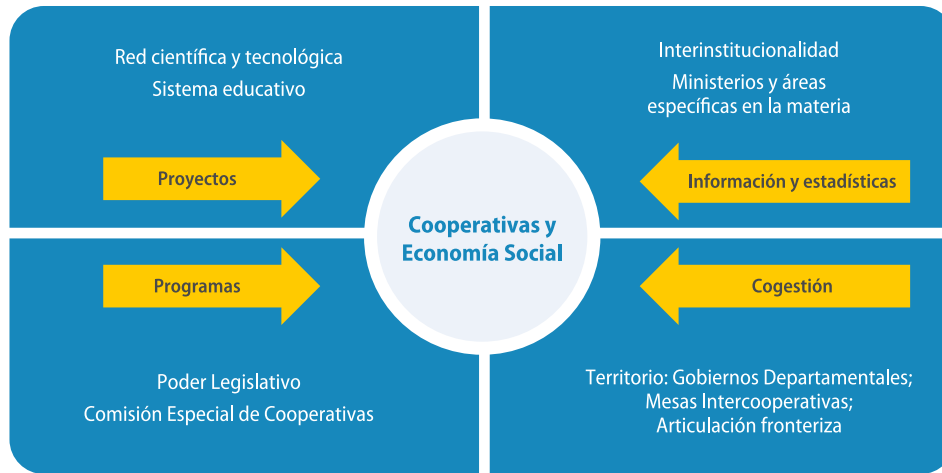 Red científica y tecnológica
Sistema educativo
Proyectos
Interinstitucionalidad
Ministerios y áreas
específicas en la materia
Información y estadísticas
Cooperativas y
Economía Social
Programas
Poder Legislativo
Comisión Especial de Cooperativas
Cogestión
Territorio: Gobiernos Departamentales;
Mesas Intercooperativas;
Articulación fronteriza